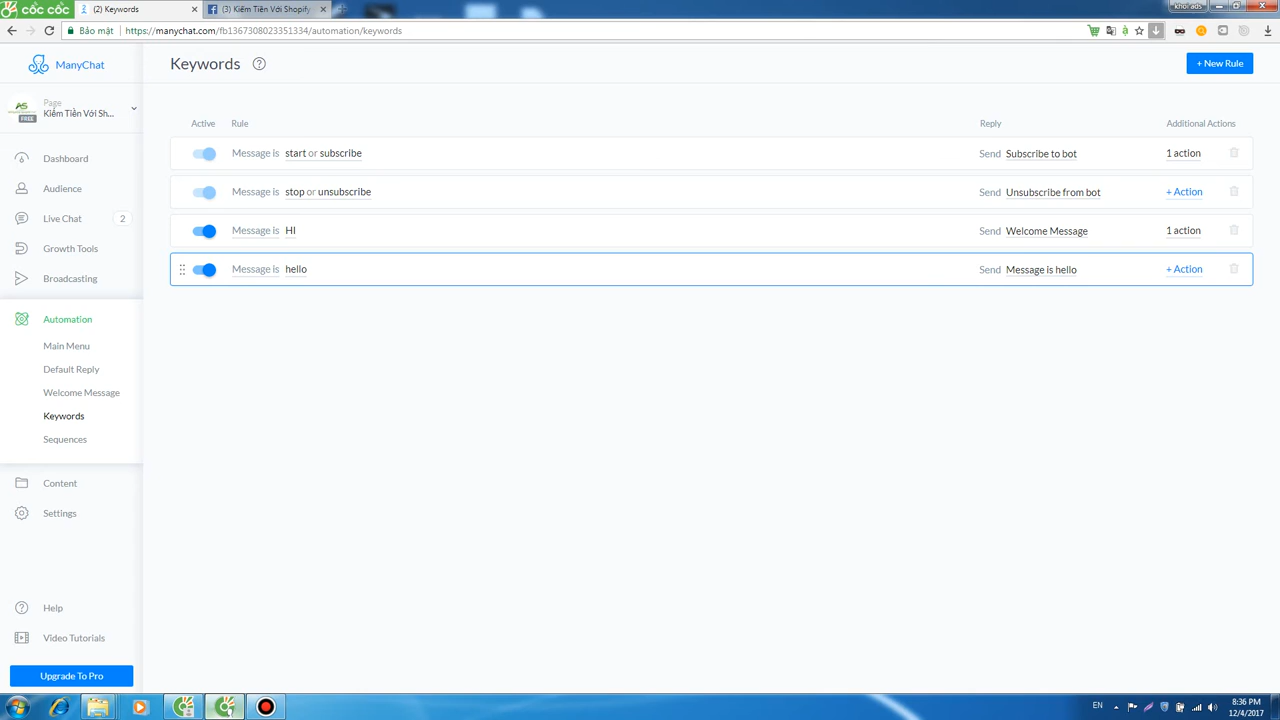 cốc cốc
(2) Keywords
(3) Kiếm Tiền Với Shopify
khoi ads
Bảo mật
https://manychat.com/fb1367308023351334/automation/keywords
ManyChat
Keywords
+ New Rule
Page
Kiếm Tiền Với Sh...
FREE
Active
Rule
Reply
Additional Actions
Dashboard
Audience
Live Chat
2
Growth Tools
Broadcasting
Automation
Main Menu
Default Reply
Welcome Message
Keywords
Sequences
Content
Settings
Help
Video Tutorials
Upgrade To Pro
Message is start or subscribe
Send Subscribe to bot
1 action
Message is stop or unsubscribe
Send Unsubscribe from bot
+ Action
Message is HI
Send Welcome Message
1 action
Message is hello
Send Message is hello
+ Action
EN
8:36 PM
12/4/2017